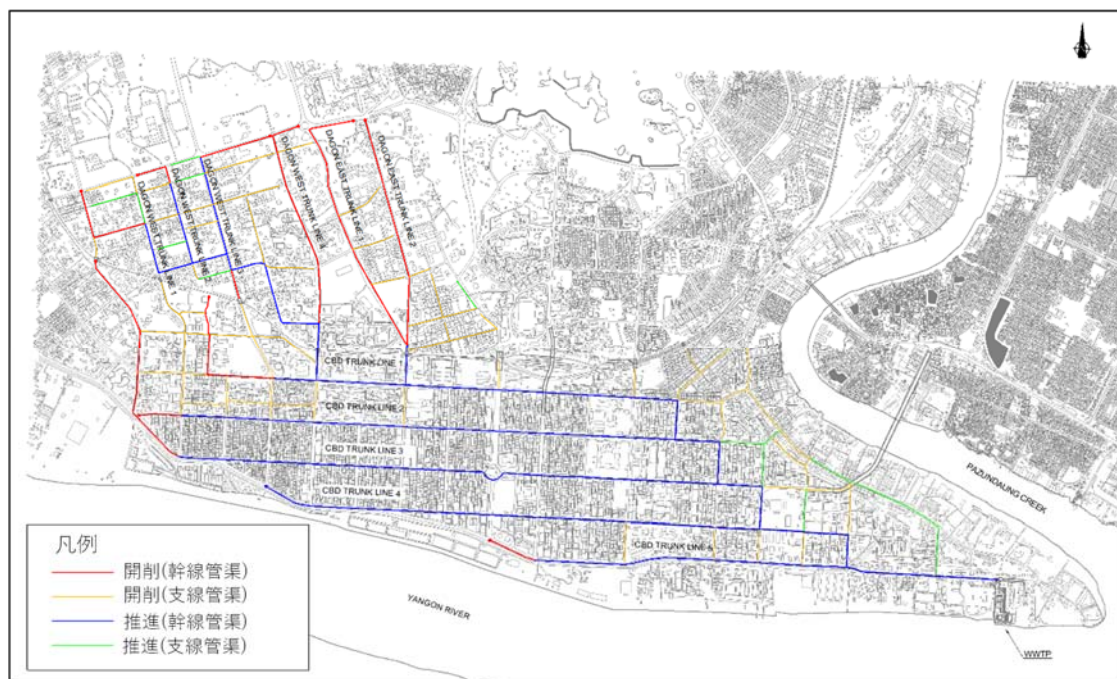 DAGON EAST TRUNK LINE 2
DAGON EAST TRUNK LINE 1
DAGON WEST TRUNK LINE 4
DAGON WEST TRUNK LINE 3
DAGON WEST TRUNK LINE 2
DAGON WEST TRUNK LINE 1
CBD TRUNK LINE 1
CBD TRUNK LINE 2
CBD TRUNK LINE 3
CBD TRUNK LINE 4
CBD TRUNK LINE 5
PAZUNDAUNG CREEK
YANGON RIVER
WWTP
凡例
開削(幹線管渠)
開削(支線管渠)
推進(幹線管渠)
推進(支線管渠)